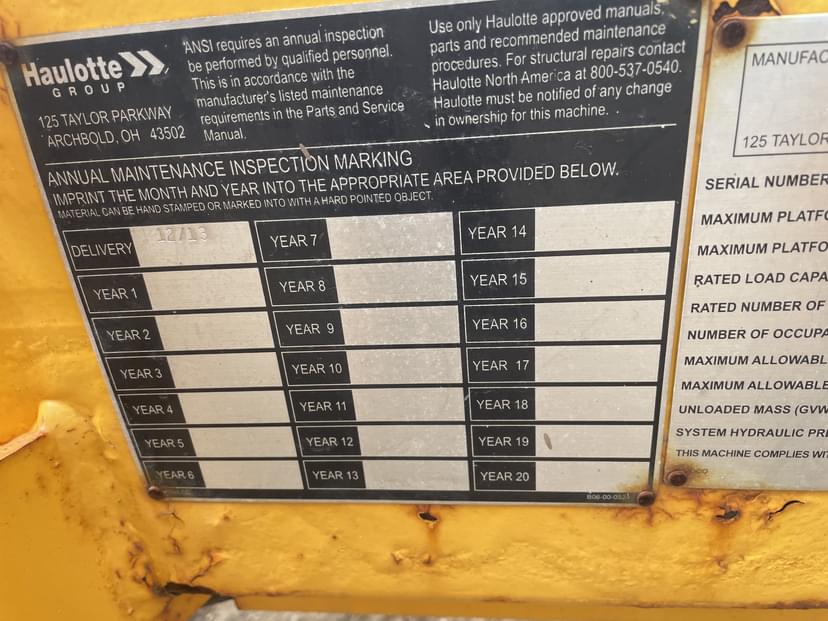 Haulotte
GROUP
125 TAYLOR PARKWAY
ARCHBOLD, OH 43502
ANSI requires an annual inspection
be performed by qualified personnel.
This is in accordance with the
manufacturer's listed maintenance
requirements in the Parts and Service
Manual.
Use only Haulotte approved manuals,
parts and recommended maintenance
procedures. For structural repairs contact
Haulotte North America at 800-537-0540.
Haulotte must be notified of any change
in ownership for this machine.
ANNUAL MAINTENANCE INSPECTION MARKING
IMPRINT THE MONTH AND YEAR INTO THE APPROPRIATE AREA PROVIDED BELOW.
MATERIAL CAN BE HAND STAMPED OR MARKED INTO WITH A HARD POINTED OBJECT.
DELIVERY 12/13
YEAR 1
YEAR 2
YEAR 3
YEAR 4
YEAR 5
YEAR 6
YEAR 7
YEAR 8
YEAR 9
YEAR 10
YEAR 11
YEAR 12
YEAR 13
YEAR 14
YEAR 15
YEAR 16
YEAR 17
YEAR 18
YEAR 19
YEAR 20
MANUFAC
125 TAYLOR
SERIAL NUMBER
MAXIMUM PLATFO
MAXIMUM PLATFO
RATED LOAD CAPA
RATED NUMBER OF
NUMBER OF OCCUPA
MAXIMUM ALLOWABL
MAXIMUM ALLOWABLE
UNLOADED MASS (GVW
SYSTEM HYDRAULIC PRE
THIS MACHINE COMPLIES WIT